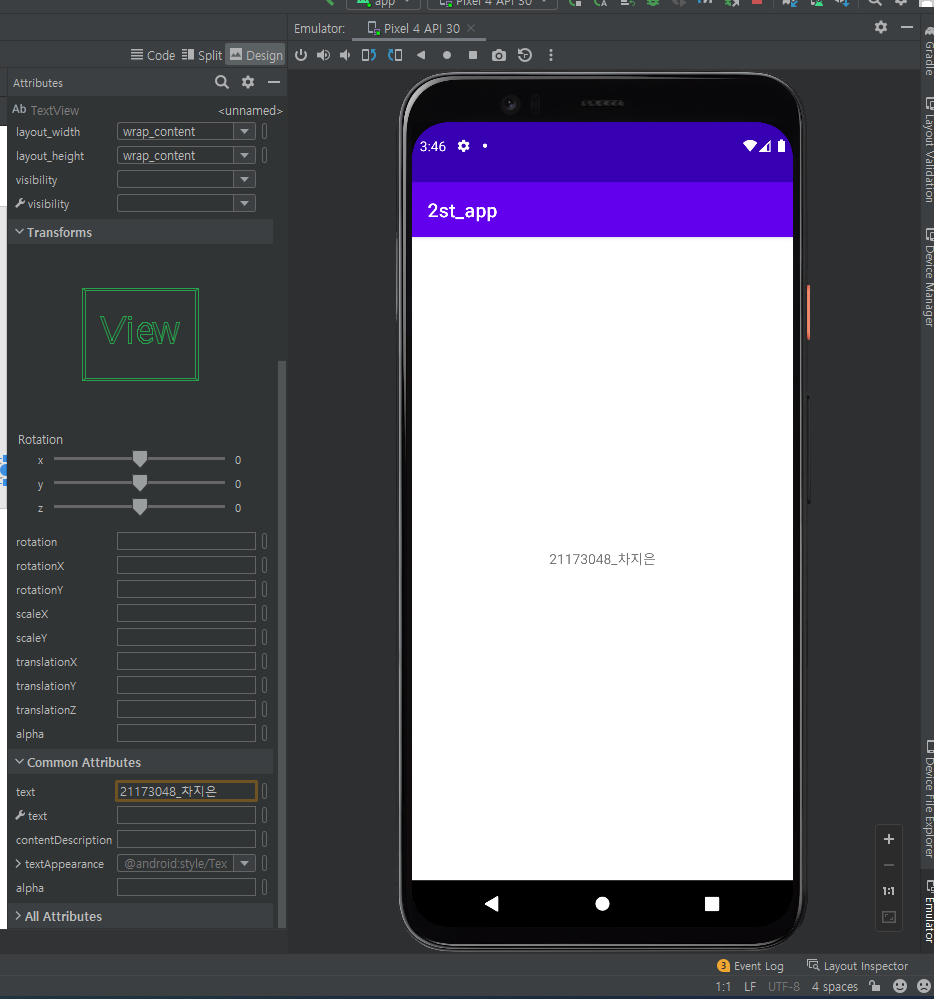 app
Pixel 4 API 30
Emulator:
Pixel 4 API 30
Code
Split
Design
Attributes
Ab TextView
<unnamed>
layout_width
wrap_content
layout_height
wrap_content
visibility
visibility
Transforms
View
Rotation
x
0
y
0
z
0
rotation
rotationX
rotationY
scaleX
scaleY
translationX
translationY
translationZ
alpha
Common Attributes
text
21173048_차지은
text
contentDescription
textAppearance
@android:style/Tex
alpha
All Attributes
3:46
2st_app
21173048_차지은
1:1
Gradle
Layout Validation
Device Manager
Device File Explorer
Emulator
3 Event Log
Layout Inspector
1:1
LF
UTF-8
4 spaces